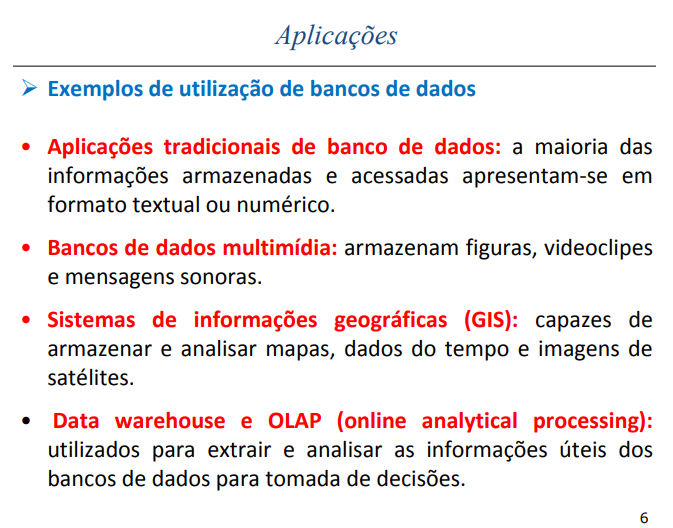 Aplicações
Exemplos de utilização de bancos de dados
• Aplicações tradicionais de banco de dados: a maioria das
informações armazenadas e acessadas apresentam-se em
formato textual ou numérico.
• Bancos de dados multimídia: armazenam figuras, videoclipes
e mensagens sonoras.
• Sistemas de informações geográficas (GIS): capazes de
armazenar e analisar mapas, dados do tempo e imagens de
satélites.
• Data warehouse e OLAP (online analytical processing):
utilizados para extrair e analisar as informações úteis dos
bancos de dados para tomada de decisões.
6